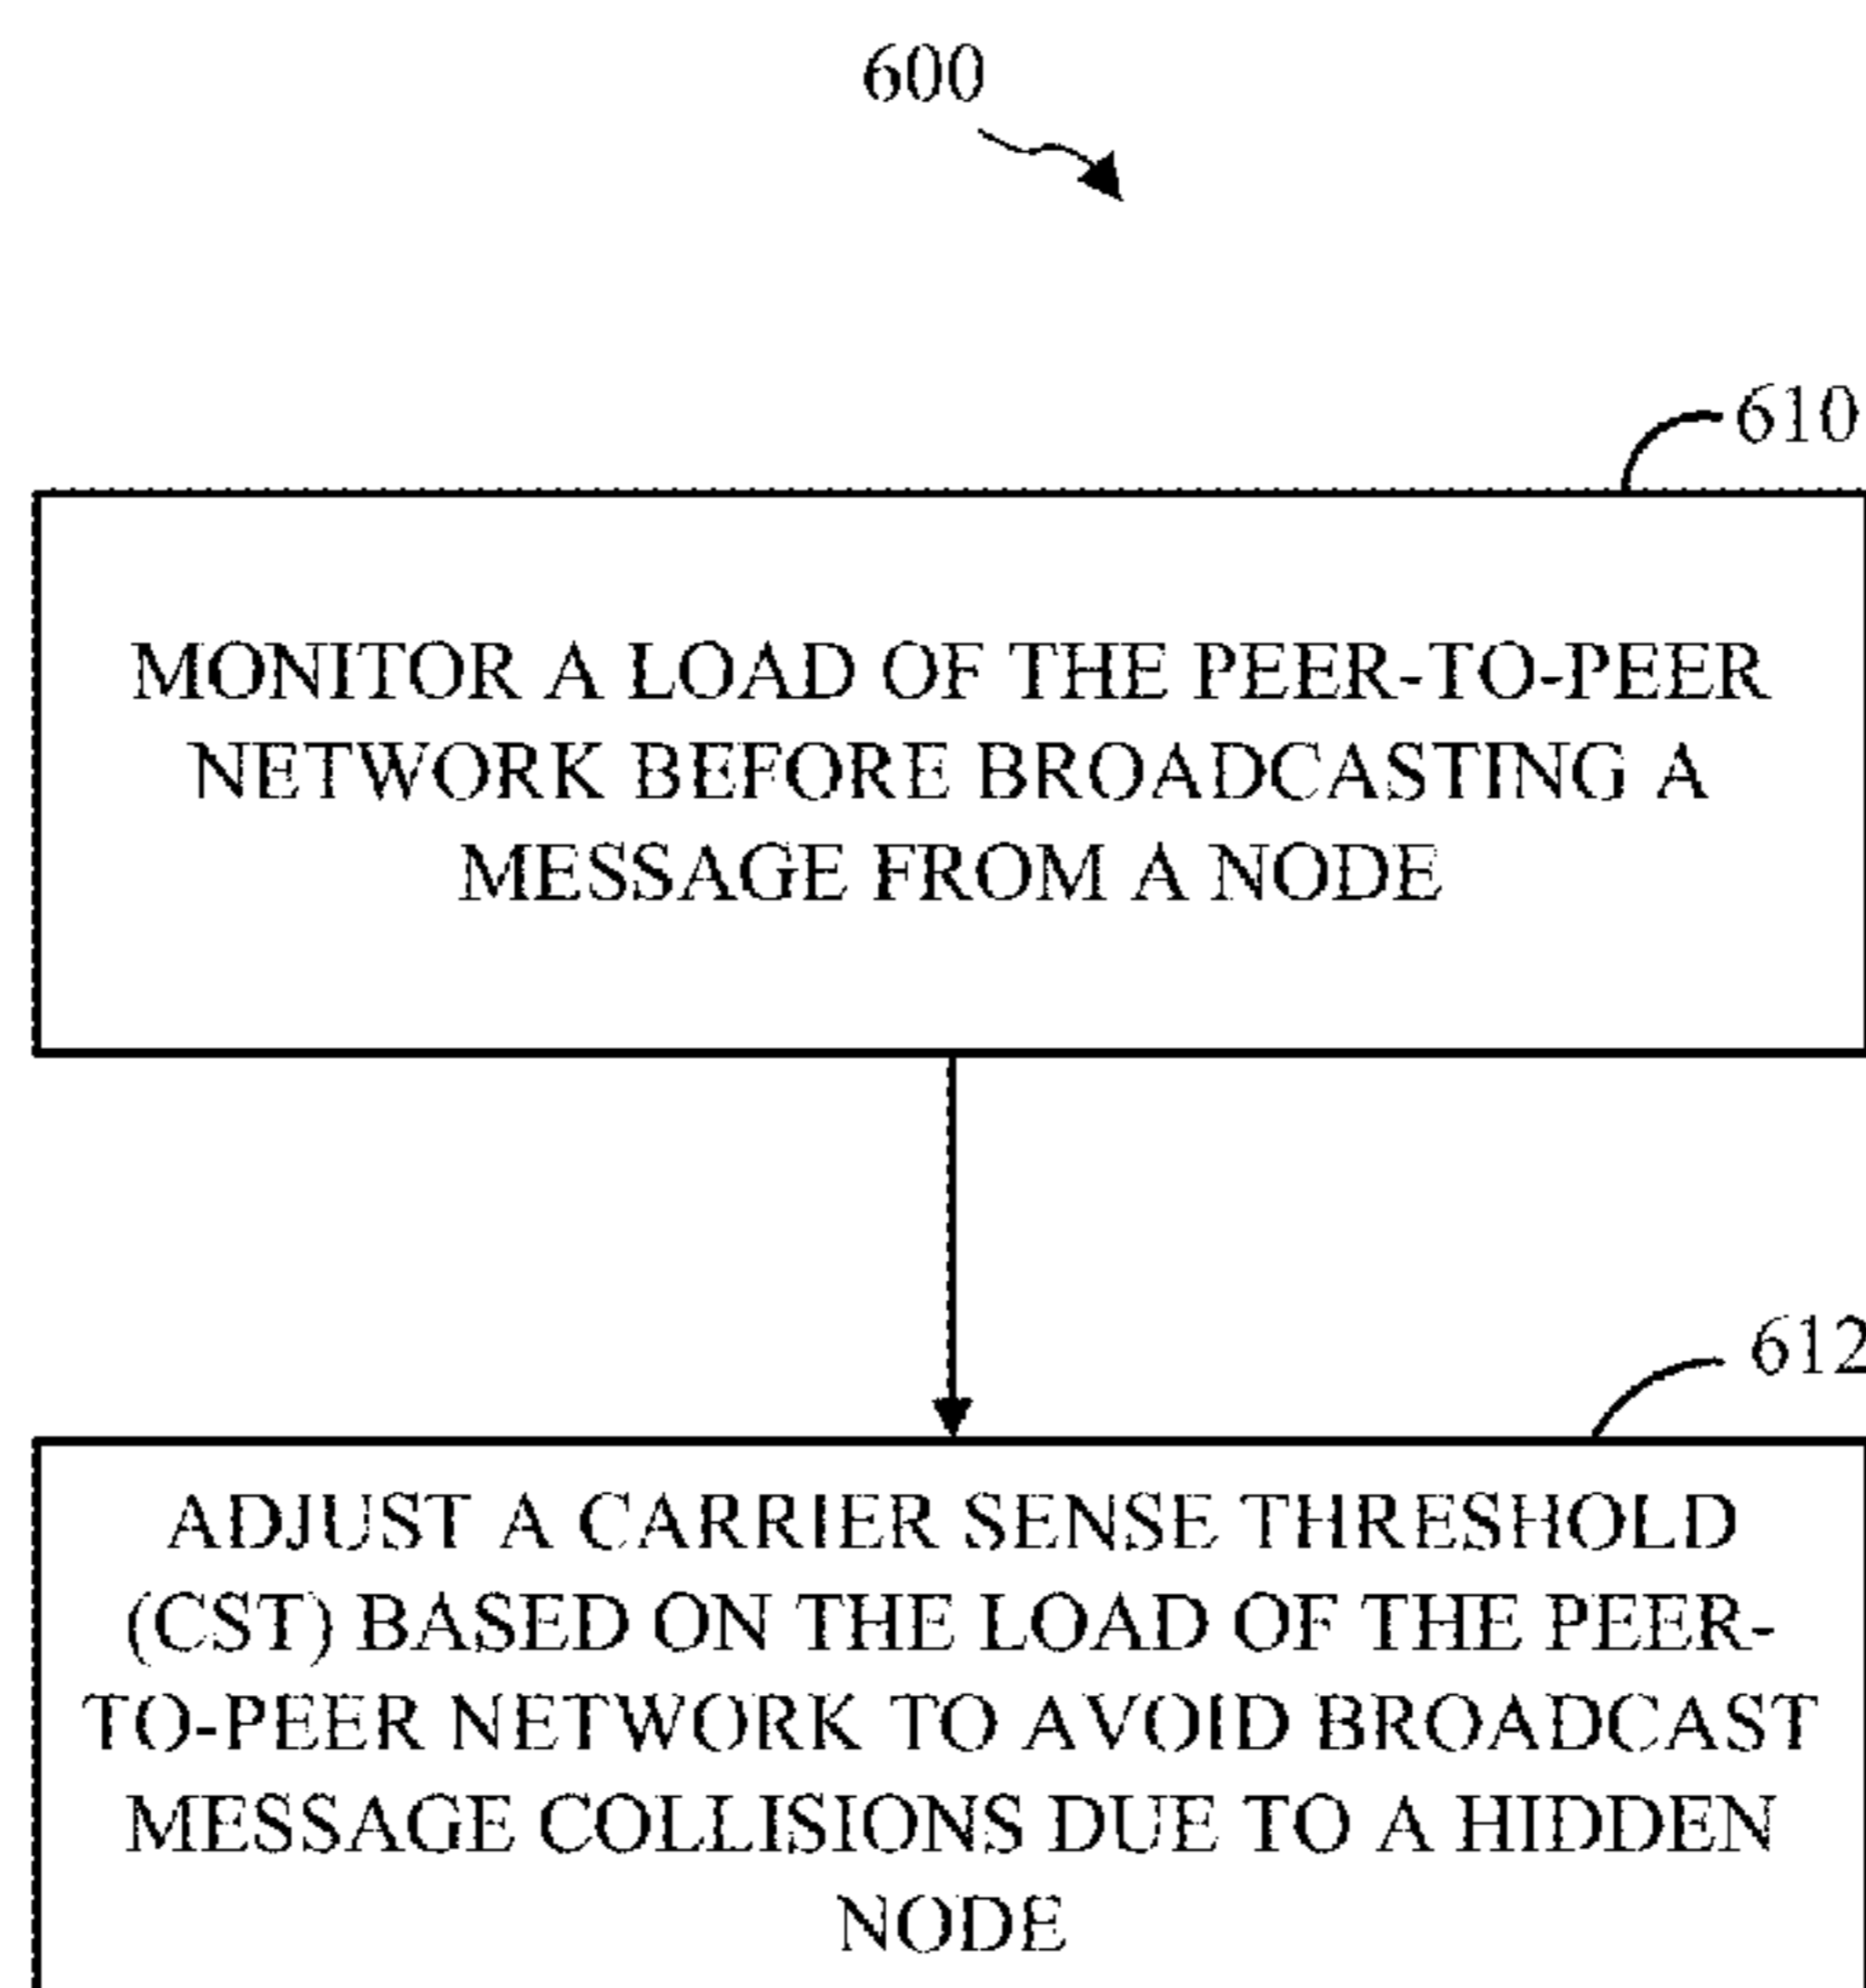 600
610
MONITOR A LOAD OF THE PEER-TO-PEER
NETWORK BEFORE BROADCASTING A
MESSAGE FROM A NODE
612
ADJUST A CARRIER SENSE THRESHOLD
(CST) BASED ON THE LOAD OF THE PEER-
TO-PEER NETWORK TO AVOID BROADCAST
MESSAGE COLLISIONS DUE TO A HIDDEN
NODE